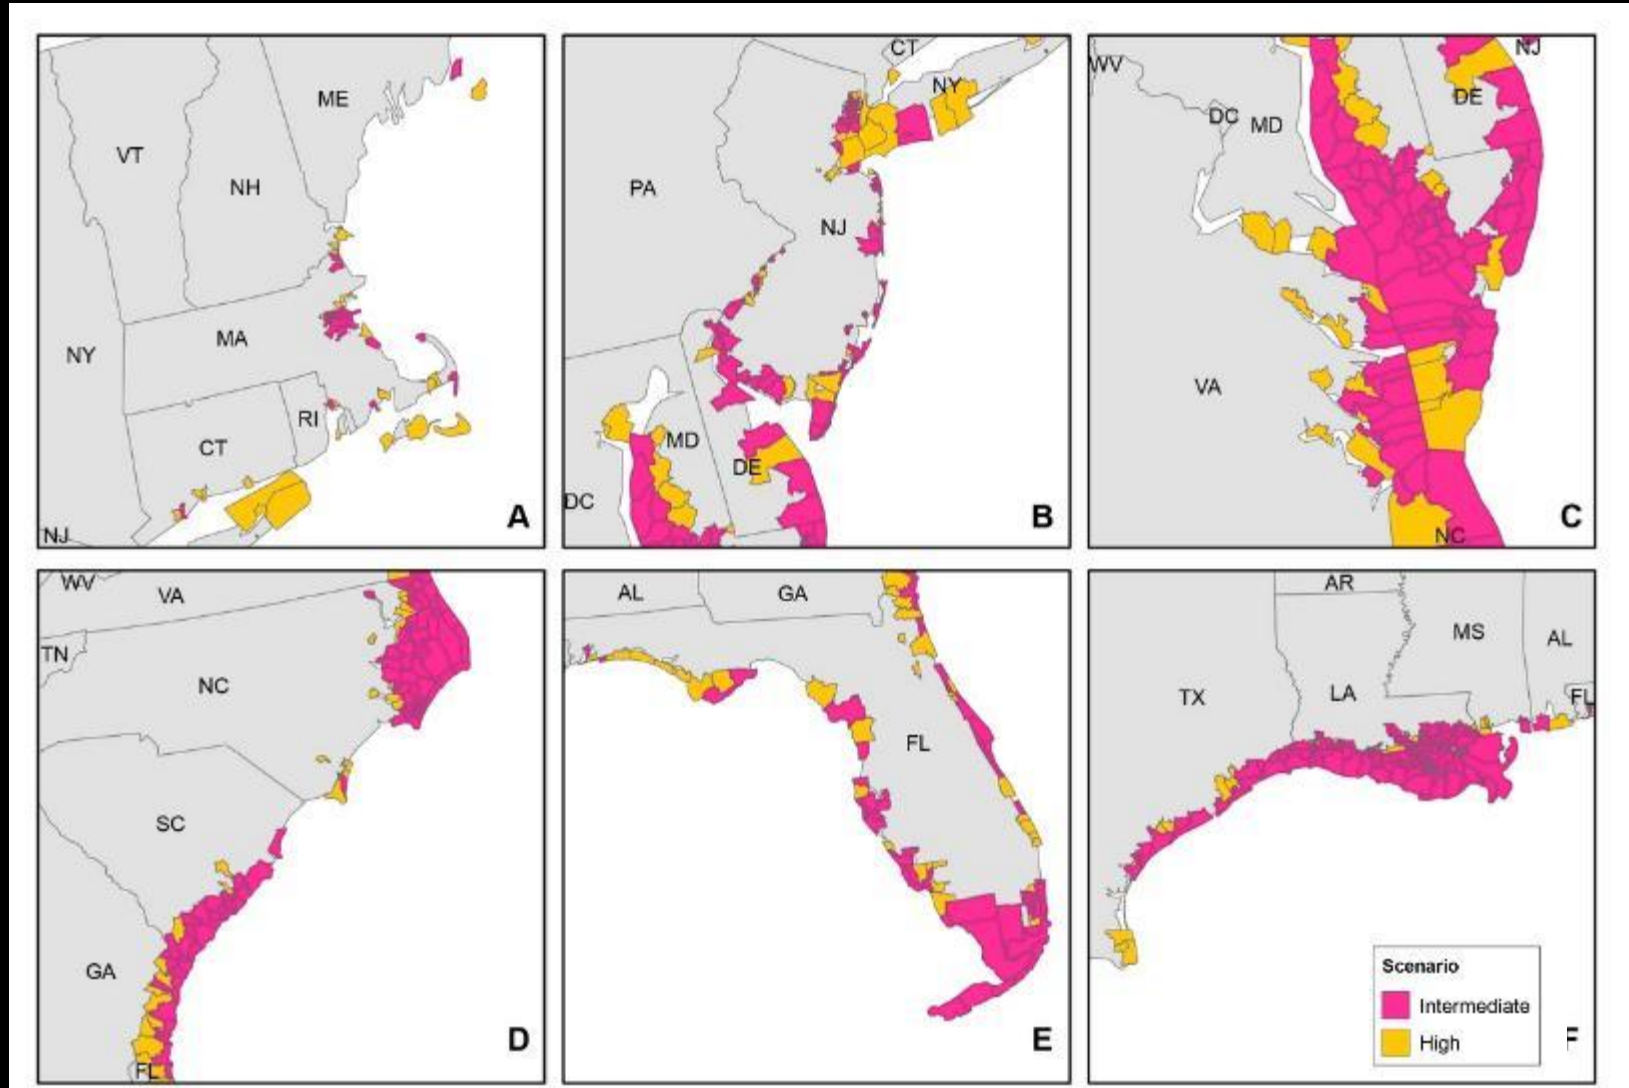 ME
VT
NH
MA
NY
RI
CT
NJ
A
CT
NY
PA
NJ
MD
DE
DC
B
NJ
WV
DE
DC
MD
VA
NC
C
WV
VA
TN
NC
SC
GA
FL
D
AL
GA
FL
E
AR
MS
AL
TX
LA
FL
Scenario
Intermediate
High
F